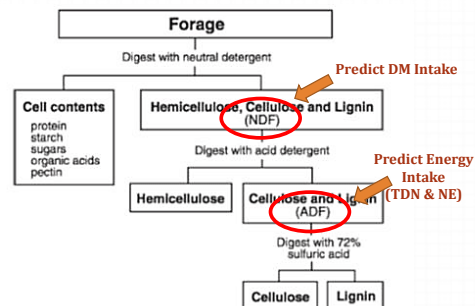 Forage
Digest with neutral detergent
Predict DM Intake
Cell contents
protein
starch
sugars
organic acids
pectin
Hemicellulose, Cellulose and Lignin
(NDF)
Digest with acid detergent
Predict Energy
Intake
(TDN & NE)
Hemicellulose
Cellulose and Lignin
(ADF)
Digest with 72%
sulfuric acid
Cellulose
Lignin